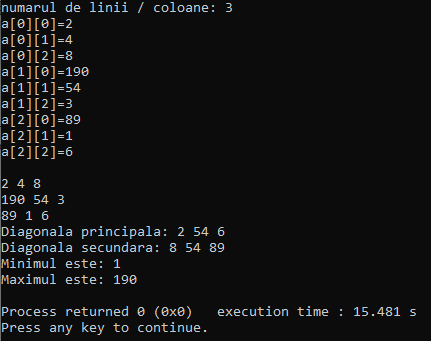 numarul de linii / coloane: 3
a[0][0]=2
a[0][1]=4
a[0][2]=8
a[1][0]=190
a[1][1]=54
a[1][2]=3
a[2][0]=89
a[2][1]=1
a[2][2]=6
2 4 8
190 54 3
89 1 6
Diagonala principala: 2 54 6
Diagonala secundara: 8 54 89
Minimul este: 1
Maximul este: 190
Process returned 0 (0x0)   execution time : 15.481 s
Press any key to continue.